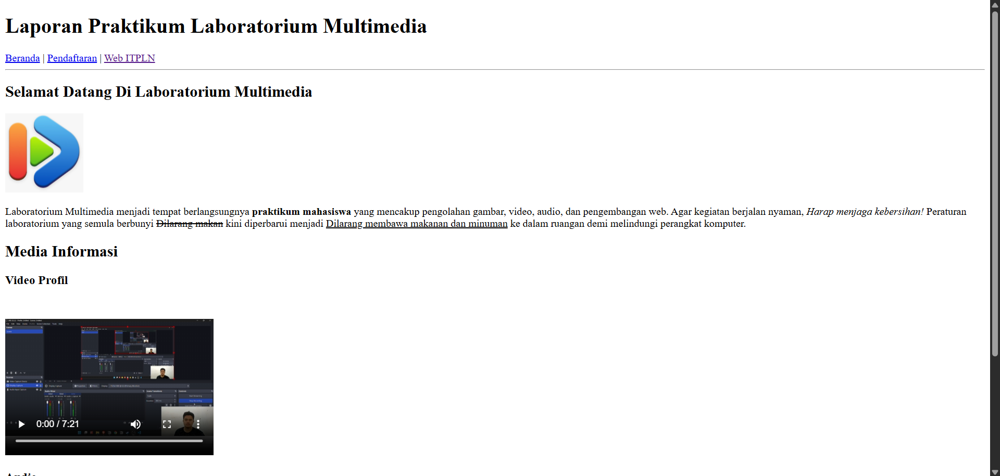 Laporan Praktikum Laboratorium Multimedia
Beranda | Pendaftaran | Web ITPLN
Selamat Datang Di Laboratorium Multimedia
Laboratorium Multimedia menjadi tempat berlangsungnya praktikum mahasiswa yang mencakup pengolahan gambar, video, audio, dan pengembangan web. Agar kegiatan berjalan nyaman, Harap menjaga kebersihan! Peraturan
laboratorium yang semula berbunyi Dilarang makan kini diperbarui menjadi Dilarang membawa makanan dan minuman ke dalam ruangan demi melindungi perangkat komputer.
Media Informasi
Video Profil
0:00 / 7:21
Audio